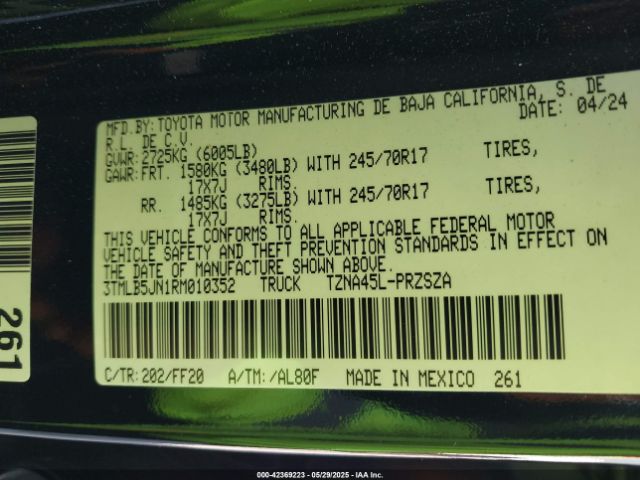 MFD.BY: TOYOTA MOTOR MANUFACTURING DE BAJA CALIFORNIA, S. DE
R.L. DE C.V. DATE: 04/24
GVWR: 2725KG (6005LB)
GAWR: FRT. 1580KG (3480LB) WITH 245/70R17 TIRES,
17X7J RIMS.
RR. 1485KG (3275LB) WITH 245/70R17 TIRES,
17X7J RIMS.
THIS VEHICLE CONFORMS TO ALL APPLICABLE FEDERAL MOTOR
VEHICLE SAFETY AND THEFT PREVENTION STANDARDS IN EFFECT ON
THE DATE OF MANUFACTURE SHOWN ABOVE.
3TMLB5JN1RM010352 TRUCK TZNA45L-PRZSZA
C/TR: 202/FF20 A/TM: /AL80F MADE IN MEXICO 261
261
000-42369223 - 05/29/2025 - IAAI, Inc.